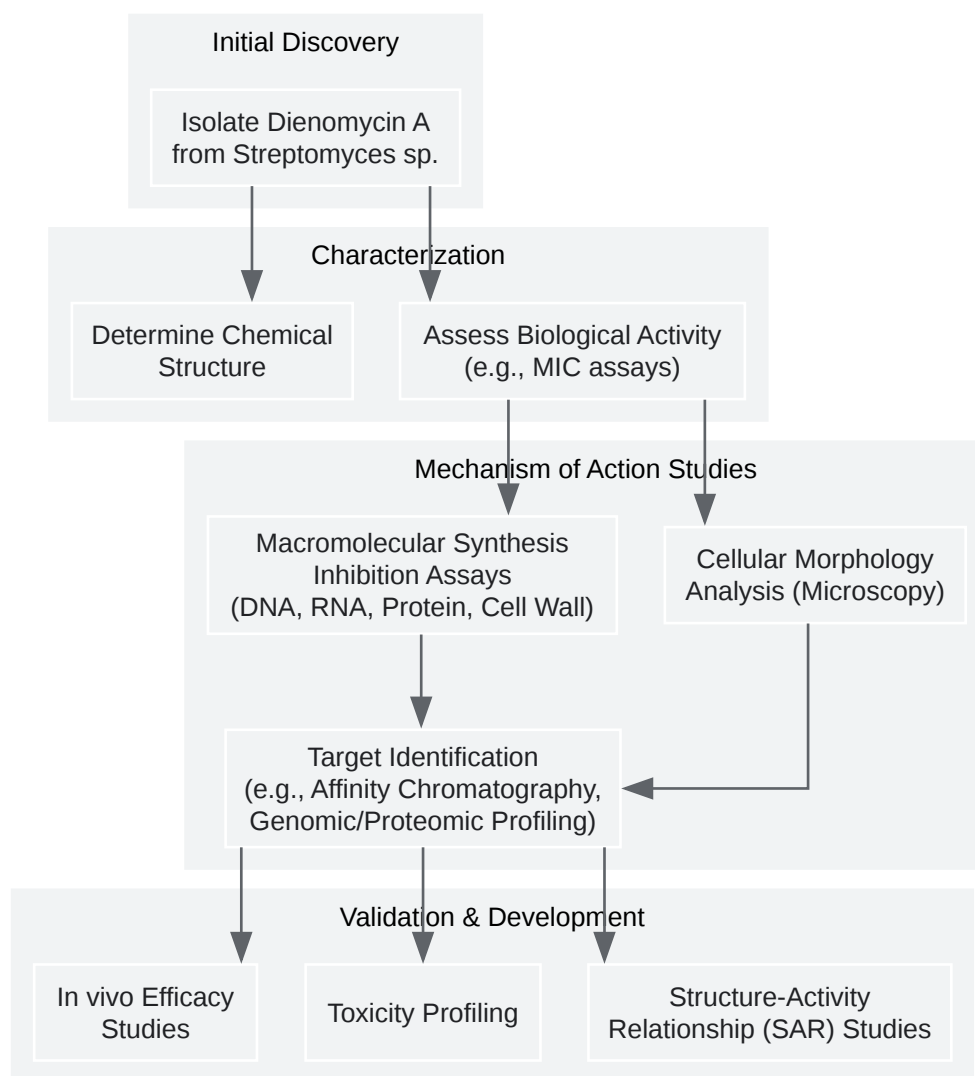 Initial Discovery
Isolate Dienomycin A
from Streptomyces sp.
Characterization
Determine Chemical
Structure
Assess Biological Activity
(e.g., MIC assays)
Mechanism of Action Studies
Macromolecular Synthesis
Inhibition Assays
(DNA, RNA, Protein, Cell Wall)
Cellular Morphology
Analysis (Microscopy)
Target Identification
(e.g., Affinity Chromatography,
Genomic/Proteomic Profiling)
Validation & Development
In vivo Efficacy
Studies
Toxicity Profiling
Structure-Activity
Relationship (SAR) Studies